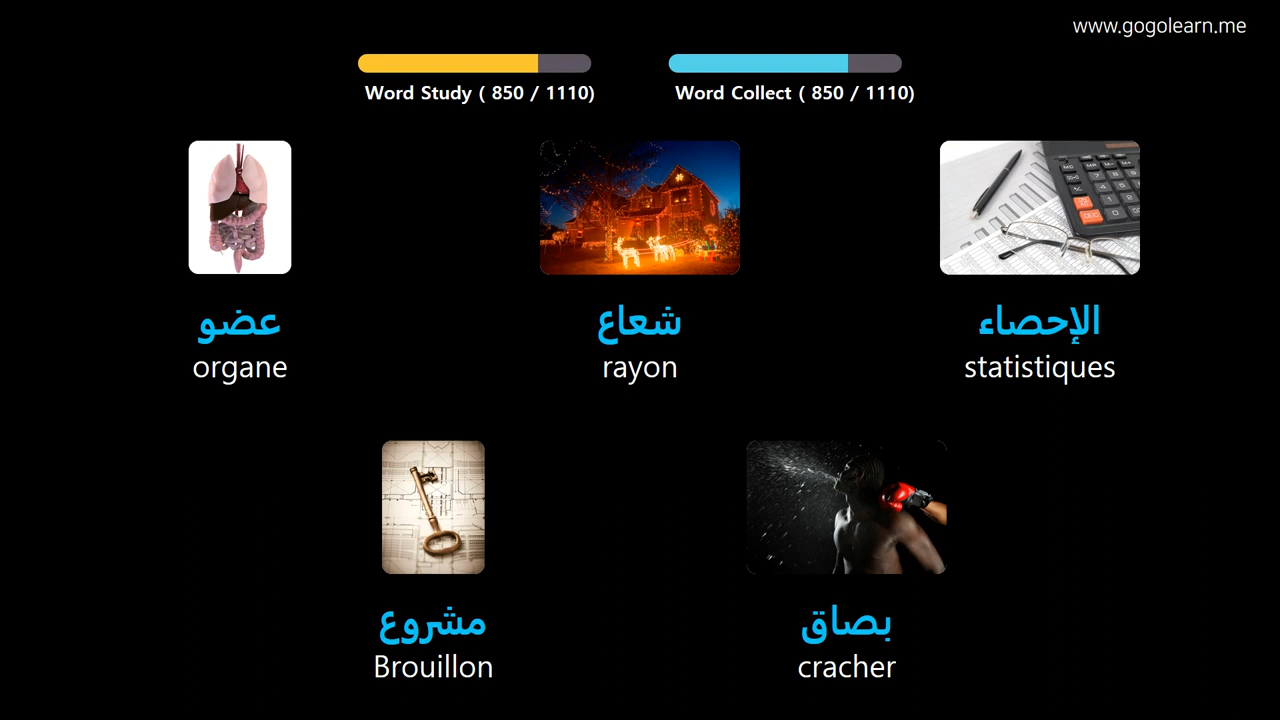 www.gogolearn.me
Word Study ( 850 / 1110)
Word Collect ( 850 / 1110)
عضو
organe
شعاع
rayon
الإحصاء
statistiques
مشروع
Brouillon
بصاق
cracher